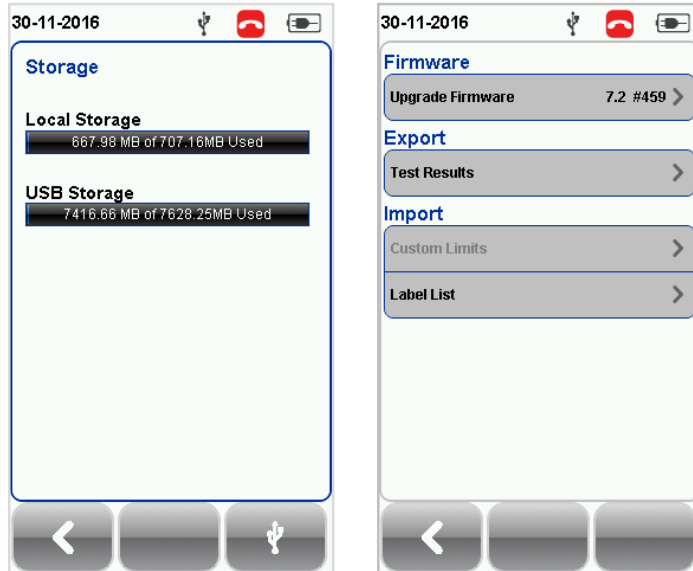 30-11-2016
Storage
Local Storage
667.98 MB of 707.16MB Used
USB Storage
7416.66 MB of 7628.25MB Used
30-11-2016
Firmware
Upgrade Firmware 7.2 #459
Export
Test Results
Import
Custom Limits
Label List